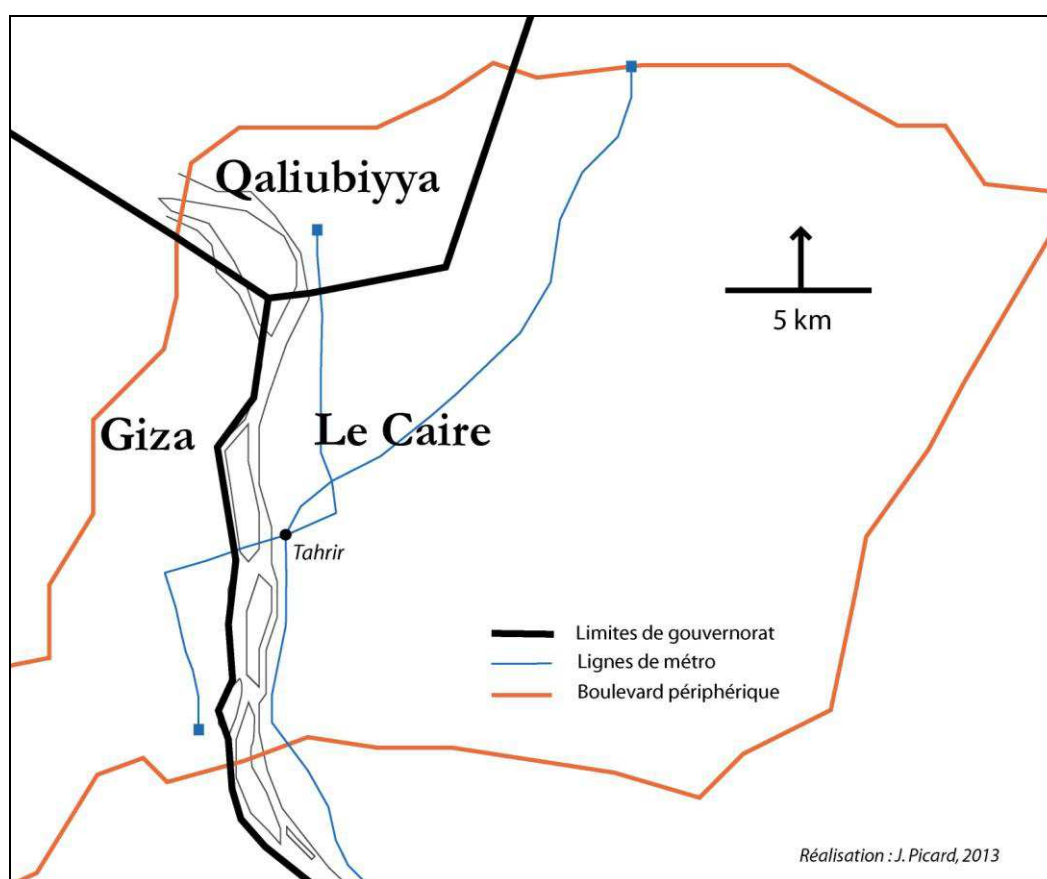 Qaliubiyya
5 km
Giza
Le Caire
Tahrir
Limites de gouvernorat
Lignes de métro
Boulevard périphérique
Réalisation : J. Picard, 2013